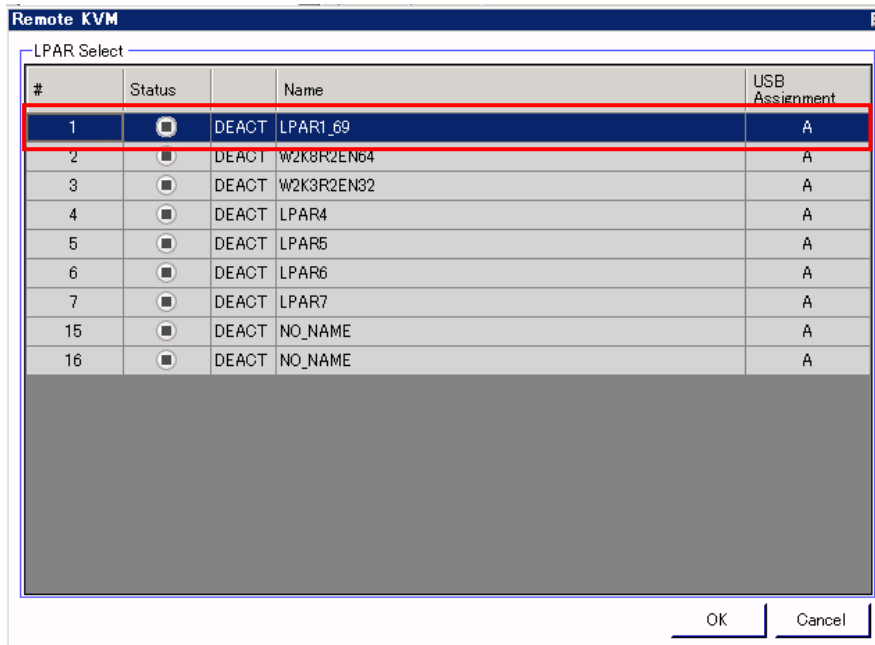 Remote KVM
LPAR Select
# Status Name USB Assignment
1 DEACT LPAR1_69 A
2 DEACT W2K8R2EN64 A
3 DEACT W2K3R2EN32 A
4 DEACT LPAR4 A
5 DEACT LPAR5 A
6 DEACT LPAR6 A
7 DEACT LPAR7 A
15 DEACT NO_NAME A
16 DEACT NO_NAME A
OK Cancel